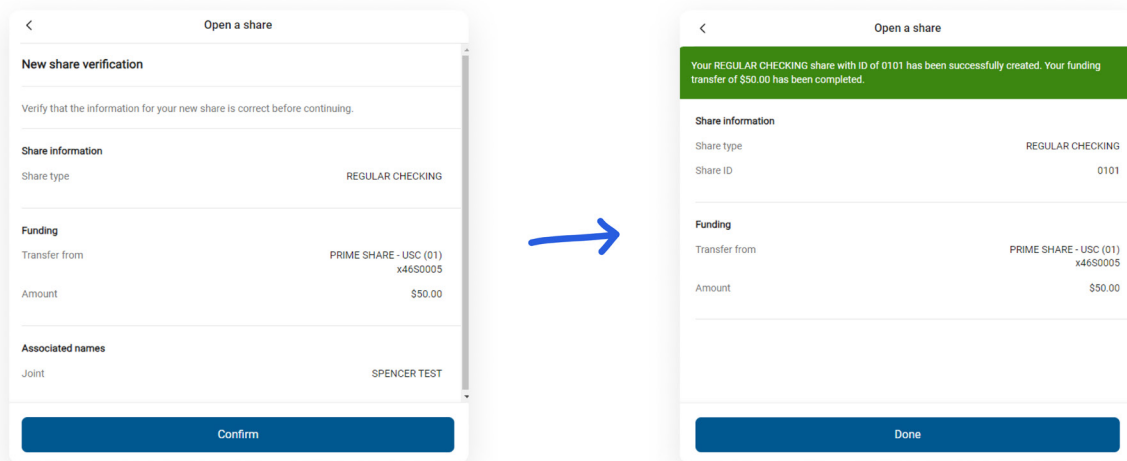 Open a share
New share verification
Verify that the information for your new share is correct before continuing.
Share information
Share type REGULAR CHECKING
Funding
Transfer from PRIME SHARE - USC (01)
x46S0005
Amount $50.00
Associated names
Joint SPENCER TEST
Confirm
Open a share
Your REGULAR CHECKING share with ID of 0101 has been successfully created. Your funding
transfer of $50.00 has been completed.
Share information
Share type REGULAR CHECKING
Share ID 0101
Funding
Transfer from PRIME SHARE - USC (01)
x46S0005
Amount $50.00
Done